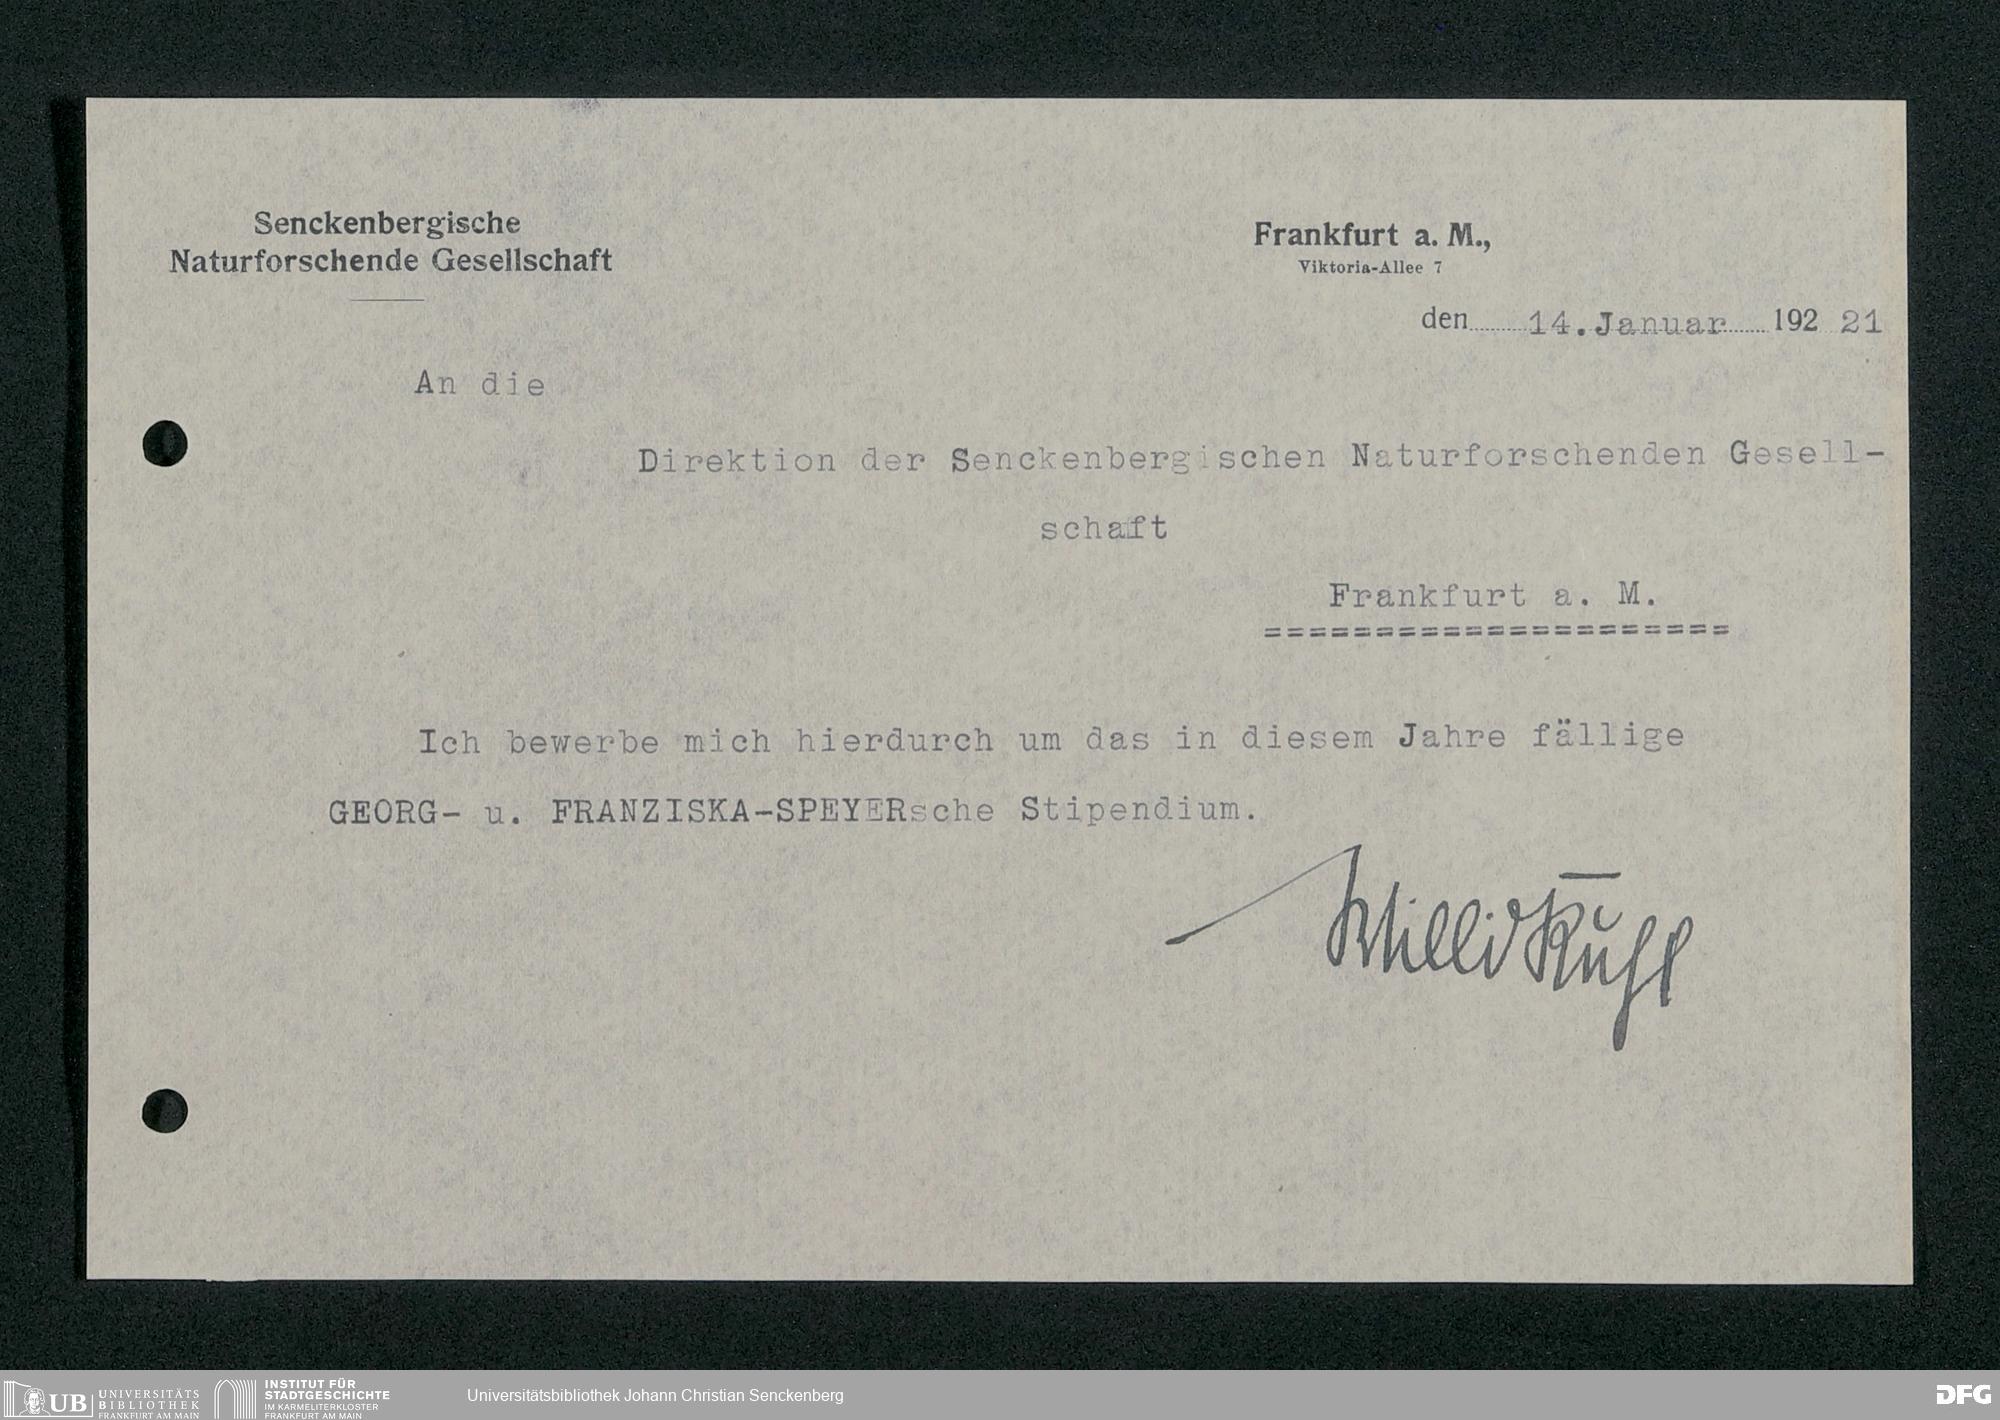 Senckenbergische
Naturforschende Gesellschaft
Frankfurt a. M.,
Viktoria-Allee 7
den 14.Januar 192 21
An die
Direktion der Senckenbergischen Naturforschenden Gesell-
schaft
Frankfurt a. M.
=====================
Ich bewerbe mich hierdurch um das in diesem Jahre fällige
GEORG- u. FRANZISKA-SPEYERsche Stipendium.
Willi Kuhl
UB UNIVERSITÄTS
BIBLIOTHEK
FRANKFURT AM MAIN
INSTITUT FÜR
STADTGESCHICHTE
IM KARMELITERKLOSTER
FRANKFURT AM MAIN
Universitätsbibliothek Johann Christian Senckenberg
DFG